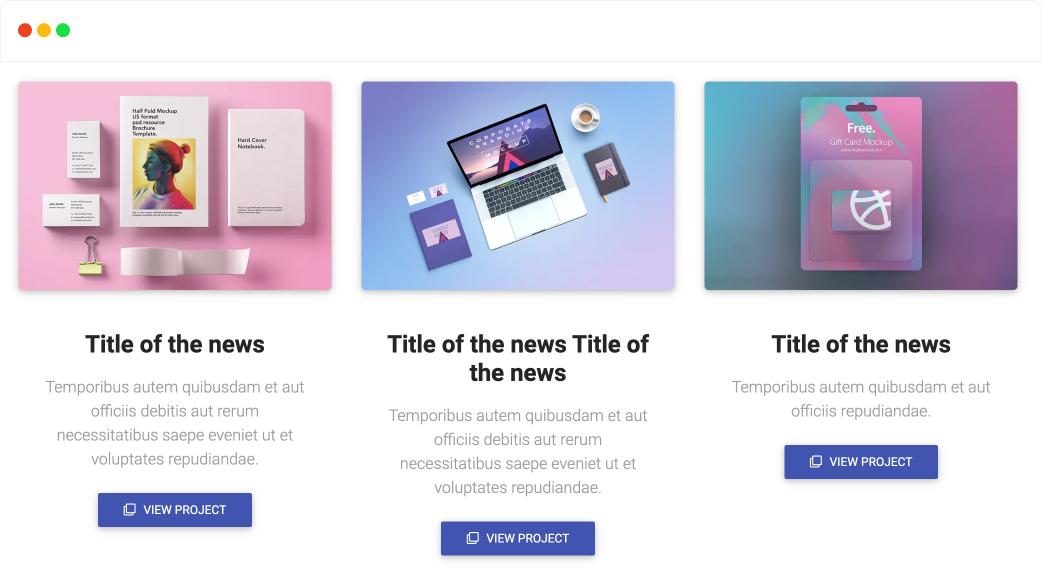 Half Fold Mockup
US format
psd resource
Brochure
Template.
Hard Cover
Notebook.
John Smith
John Smith
CORPORATE
BRANDING
MOCKUP
Free.
Gift Card Mockup
Title of the news
Temporibus autem quibusdam et aut
officiis debitis aut rerum
necessitatibus saepe eveniet ut et
voluptates repudiandae.
VIEW PROJECT
Title of the news Title of
the news
Temporibus autem quibusdam et aut
officiis debitis aut rerum
necessitatibus saepe eveniet ut et
voluptates repudiandae.
VIEW PROJECT
Title of the news
Temporibus autem quibusdam et aut
officiis repudiandae.
VIEW PROJECT